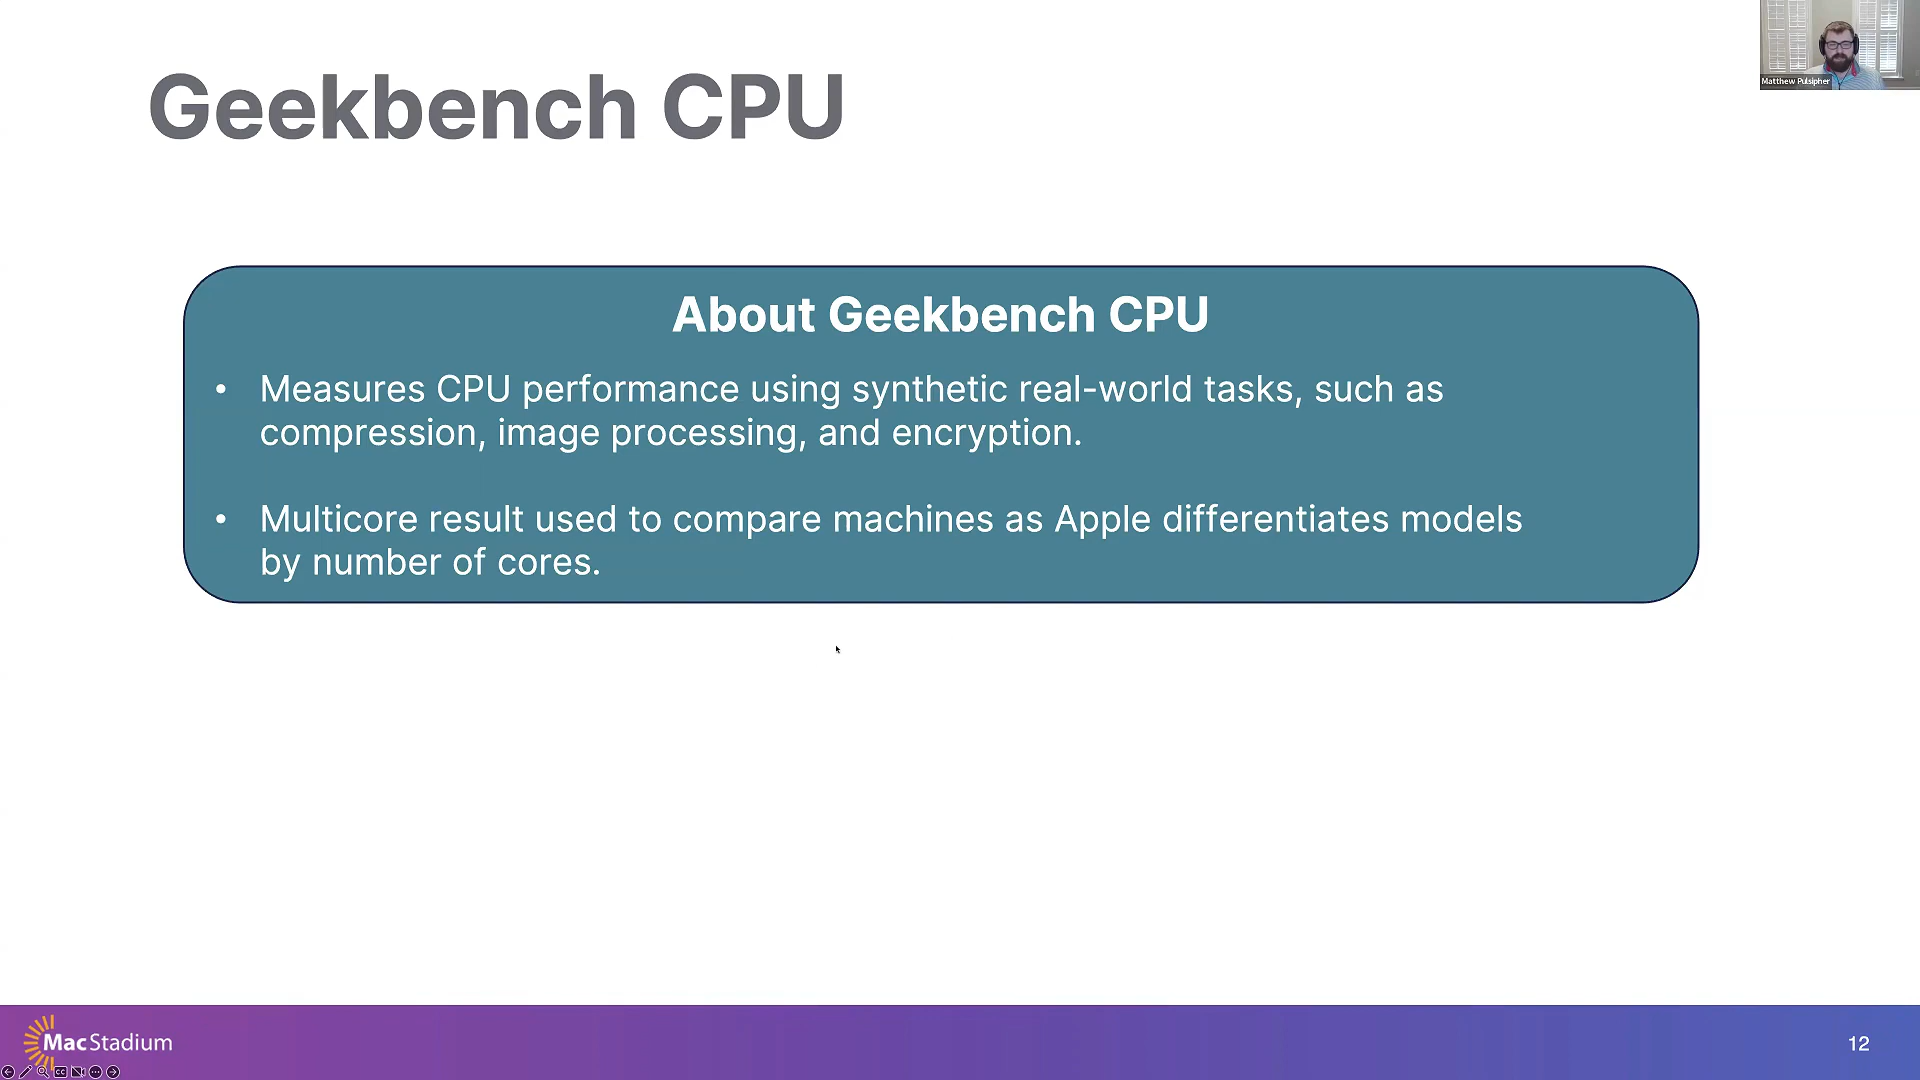 Geekbench CPU
Matthew Pulsipher
About Geekbench CPU
• Measures CPU performance using synthetic real-world tasks, such as
compression, image processing, and encryption.
• Multicore result used to compare machines as Apple differentiates models
by number of cores.
MacStadium
12
CC